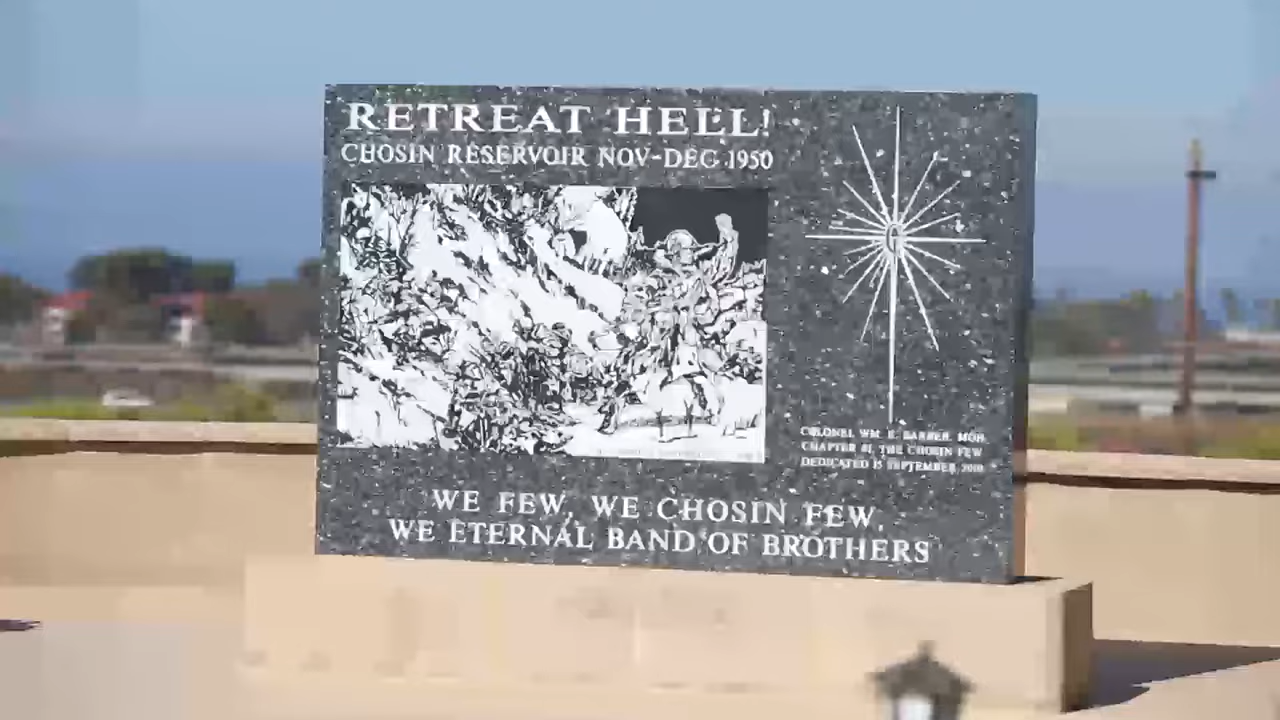 RETREAT HELL!
CHOSIN RESERVOIR NOV-DEC 1950
COLONEL WM. E. BARBER, MOH
CHAPTER #1, THE CHOSIN FEW
DEDICATED 15 SEPTEMBER 2010
WE FEW, WE CHOSIN FEW,
WE ETERNAL BAND OF BROTHERS